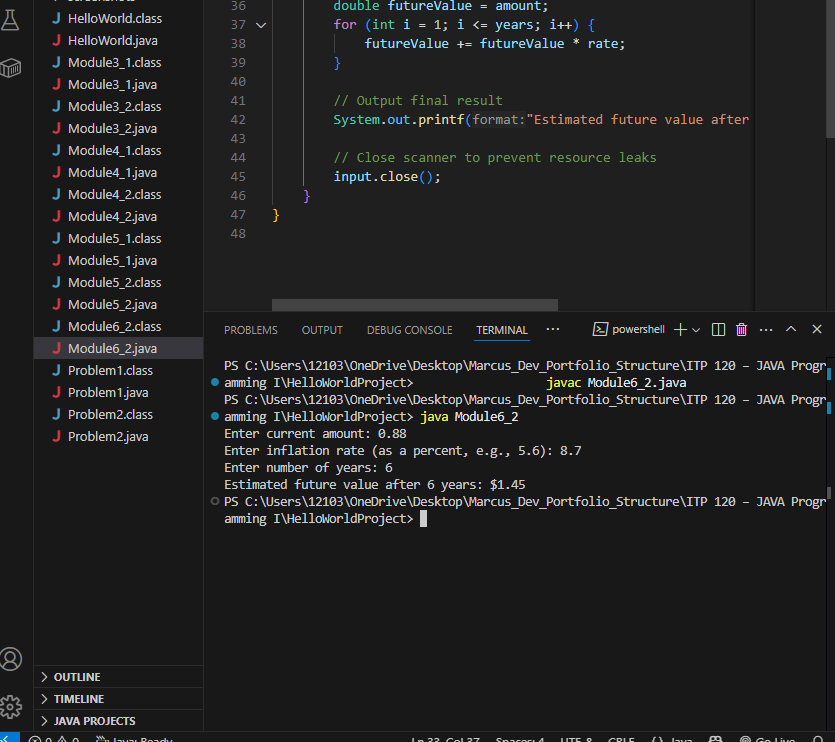 HelloWorld.class
HelloWorld.java
Module3_1.class
Module3_1.java
Module3_2.class
Module3_2.java
Module4_1.class
Module4_1.java
Module4_2.class
Module4_2.java
Module5_1.class
Module5_1.java
Module5_2.class
Module5_2.java
Module6_2.class
Module6_2.java
Problem1.class
Problem1.java
Problem2.class
Problem2.java
OUTLINE
TIMELINE
JAVA PROJECTS
36 double futureValue = amount;
37 for (int i = 1; i <= years; i++) {
38 futureValue += futureValue * rate;
39 }
40
41 // Output final result
42 System.out.printf(format:"Estimated future value after
43
44 // Close scanner to prevent resource leaks
45 input.close();
46 }
47 }
48
PROBLEMS OUTPUT DEBUG CONSOLE TERMINAL ··· powershell
PS C:\Users\12103\OneDrive\Desktop\Marcus_Dev_Portfolio_Structure\ITP 120 – JAVA Progr
amming I\HelloWorldProject> javac Module6_2.java
PS C:\Users\12103\OneDrive\Desktop\Marcus_Dev_Portfolio_Structure\ITP 120 – JAVA Progr
amming I\HelloWorldProject> java Module6_2
Enter current amount: 0.88
Enter inflation rate (as a percent, e.g., 5.6): 8.7
Enter number of years: 6
Estimated future value after 6 years: $1.45
PS C:\Users\12103\OneDrive\Desktop\Marcus_Dev_Portfolio_Structure\ITP 120 – JAVA Progr
amming I\HelloWorldProject>
0 0 Java: Ready Ln 33, Col 37 Spaces: 4 UTF-8 CRLF {} Java Go Live